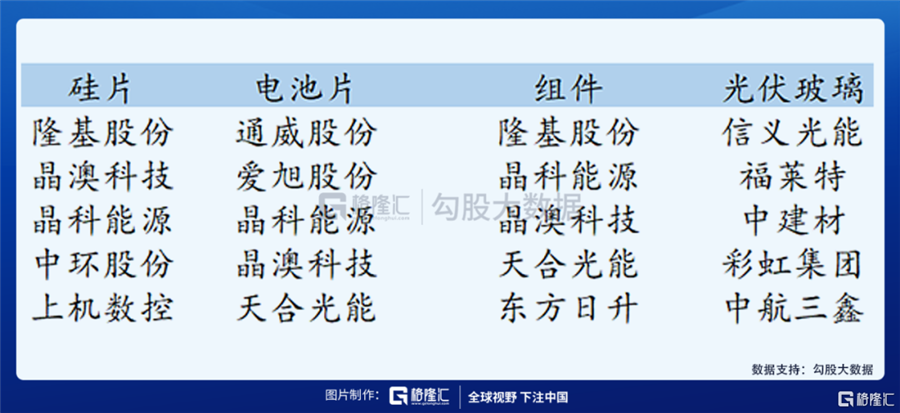 硅片 电池片 组件 光伏玻璃
隆基股份 通威股份 隆基股份 信义光能
晶澳科技 爱旭股份 晶科能源 福莱特
晶科能源 晶科能源 晶澳科技 中建材
中环股份 晶澳科技 天合光能 彩虹集团
上机数控 天合光能 东方日升 中航三鑫
格隆汇 勾股大数据
数据支持：勾股大数据
图片制作： 格隆汇 全球视野 下注中国
格隆汇